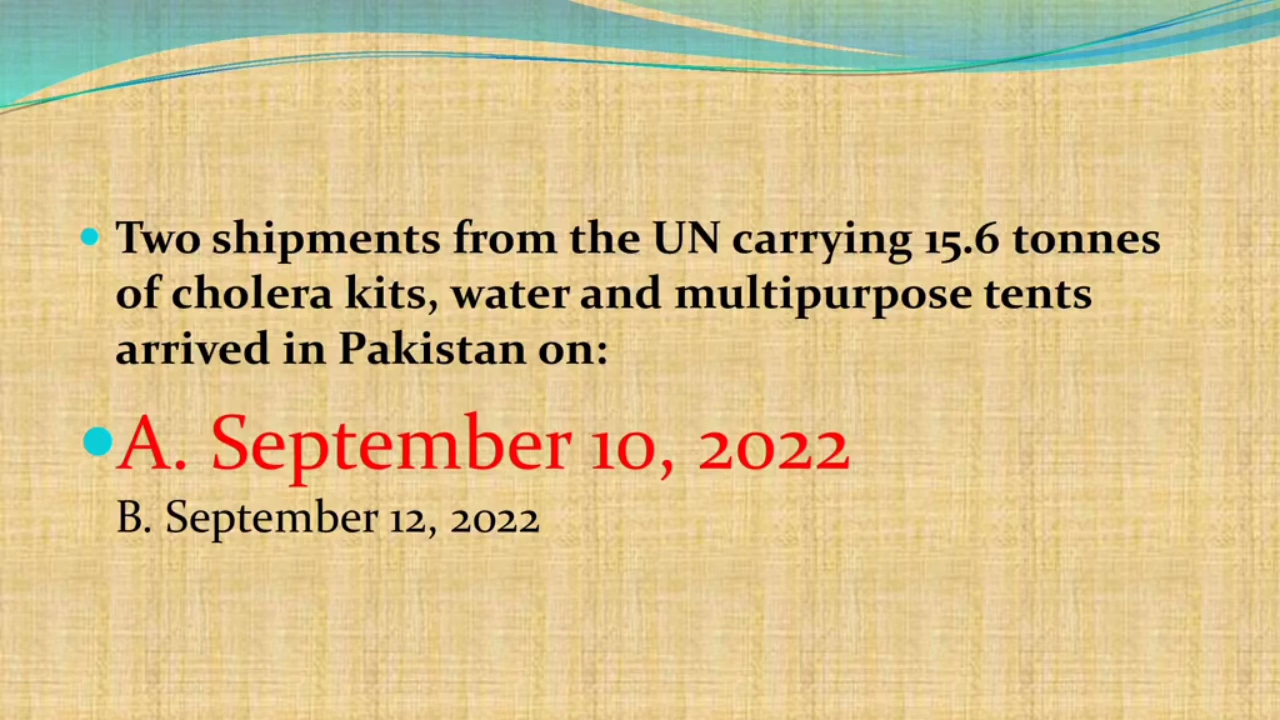 Two shipments from the UN carrying 15.6 tonnes
of cholera kits, water and multipurpose tents
arrived in Pakistan on:
A. September 10, 2022
B. September 12, 2022